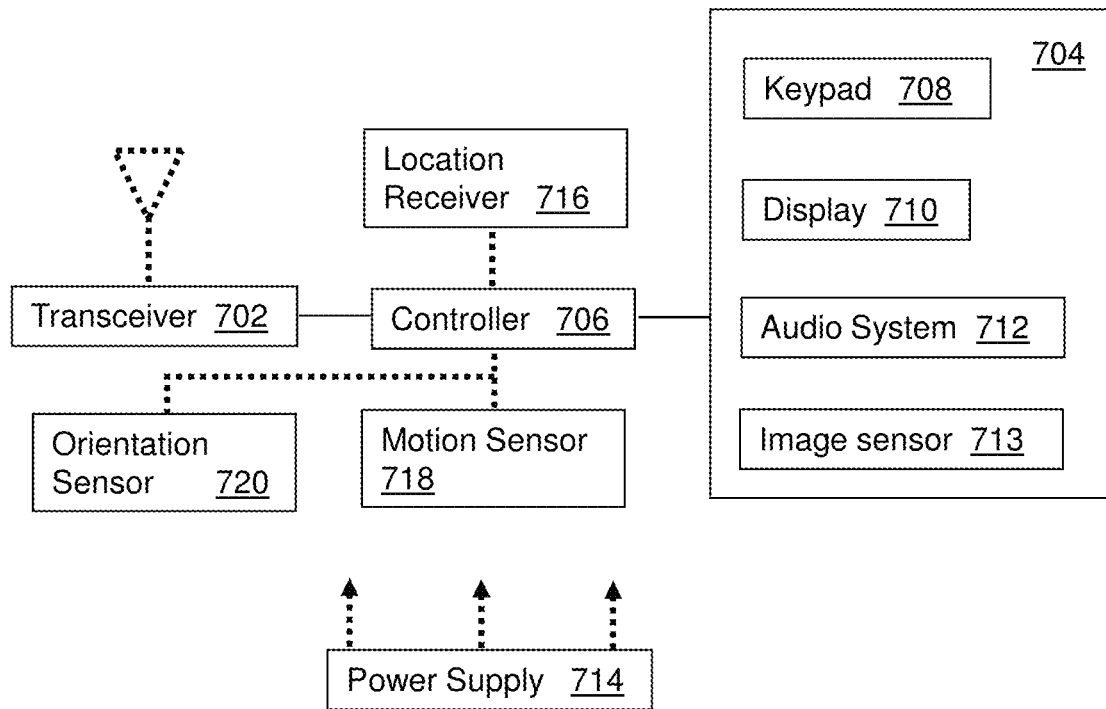 704
Keypad 708
Location
Receiver 716
Display 710
Transceiver 702
Controller 706
Audio System 712
Orientation
Sensor 720
Motion Sensor
718
Image sensor 713
Power Supply 714